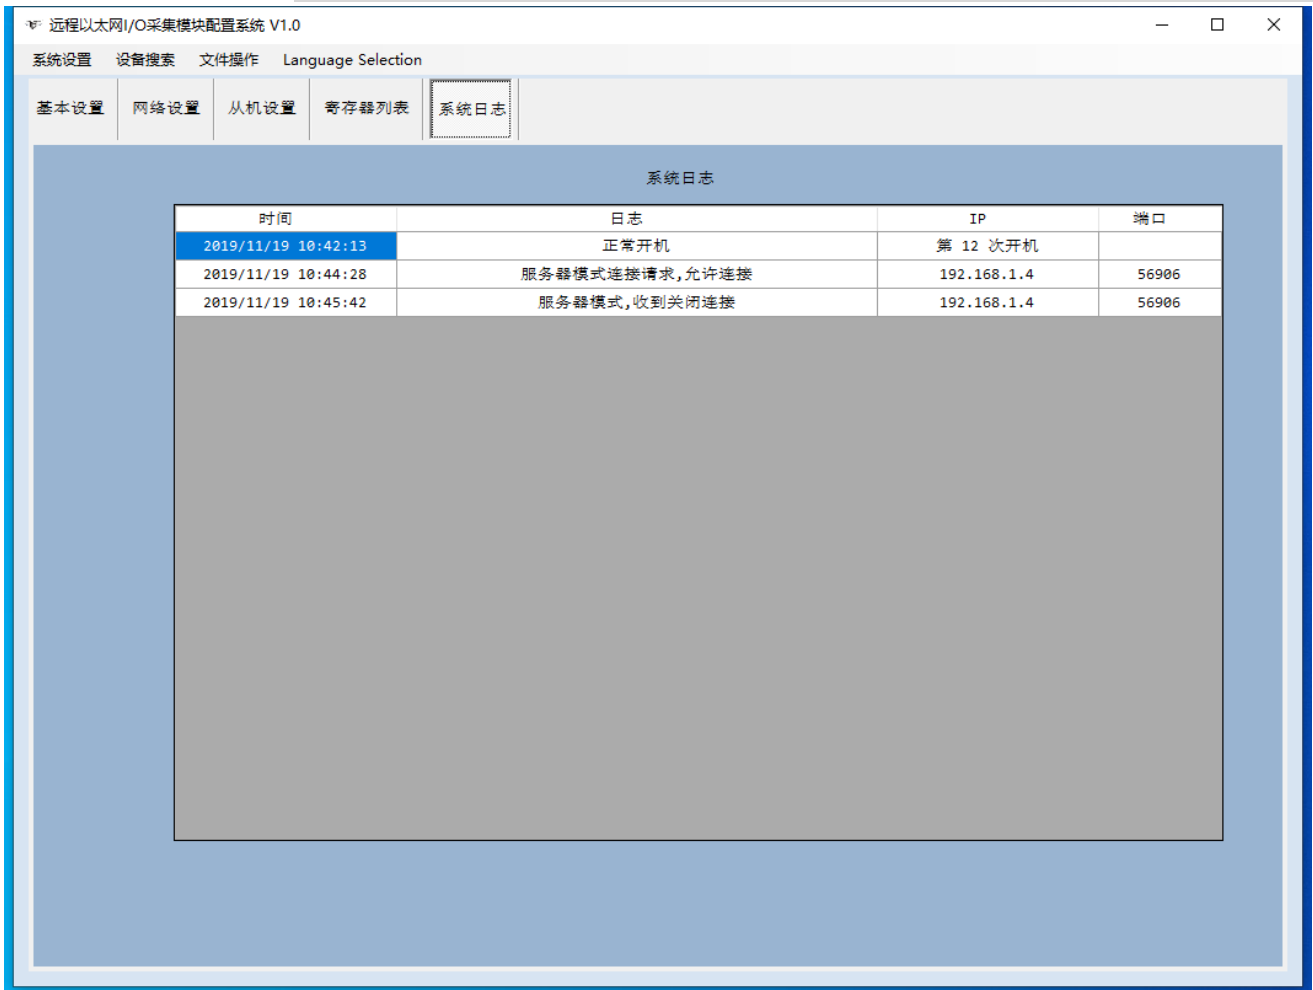 远程以太网I/O采集模块配置系统 V1.0
系统设置 设备搜索 文件操作 Language Selection
基本设置 网络设置 从机设置 寄存器列表 系统日志
系统日志
时间 日志 IP 端口
2019/11/19 10:42:13 正常开机 第 12 次开机
2019/11/19 10:44:28 服务器模式连接请求,允许连接 192.168.1.4 56906
2019/11/19 10:45:42 服务器模式,收到关闭连接 192.168.1.4 56906